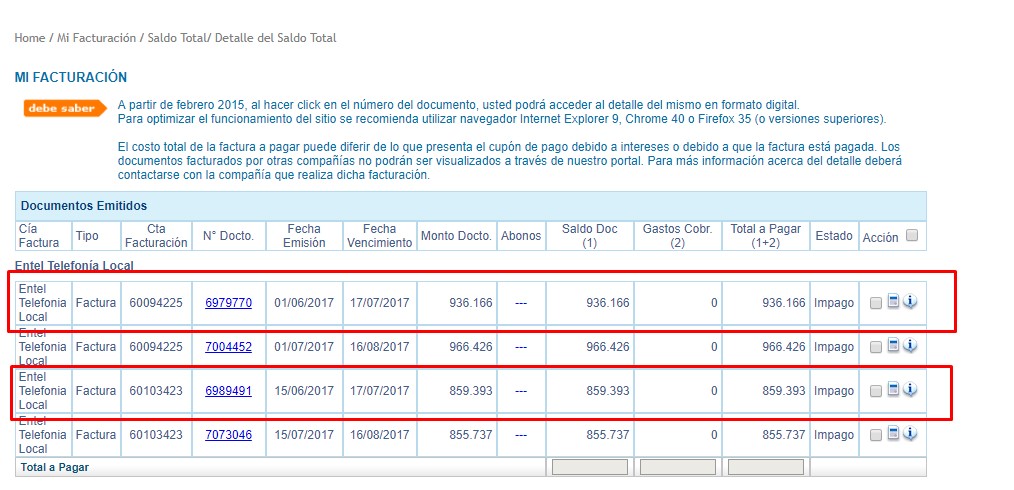 Home / Mi Facturación / Saldo Total/ Detalle del Saldo Total
MI FACTURACIÓN
debe saber
A partir de febrero 2015, al hacer click en el número del documento, usted podrá acceder al detalle del mismo en formato digital.
Para optimizar el funcionamiento del sitio se recomienda utilizar navegador Internet Explorer 9, Chrome 40 o Firefox 35 (o versiones superiores).
El costo total de la factura a pagar puede diferir de lo que presenta el cupón de pago debido a intereses o debido a que la factura está pagada. Los
documentos facturados por otras compañías no podrán ser visualizados a través de nuestro portal. Para más información acerca del detalle deberá
contactarse con la compañía que realiza dicha facturación.
Documentos Emitidos
Cía Factura Tipo Cta Facturación N° Docto. Fecha Emisión Fecha Vencimiento Monto Docto. Abonos Saldo Doc (1) Gastos Cobr. (2) Total a Pagar (1+2) Estado Acción
Entel Telefonía Local
Entel Telefonia Local Factura 60094225 6979770 01/06/2017 17/07/2017 936.166 --- 936.166 0 936.166 Impago
Entel Telefonia Local Factura 60094225 7004452 01/07/2017 16/08/2017 966.426 --- 966.426 0 966.426 Impago
Entel Telefonia Local Factura 60103423 6989491 15/06/2017 17/07/2017 859.393 --- 859.393 0 859.393 Impago
Entel Telefonia Local Factura 60103423 7073046 15/07/2017 16/08/2017 855.737 --- 855.737 0 855.737 Impago
Total a Pagar